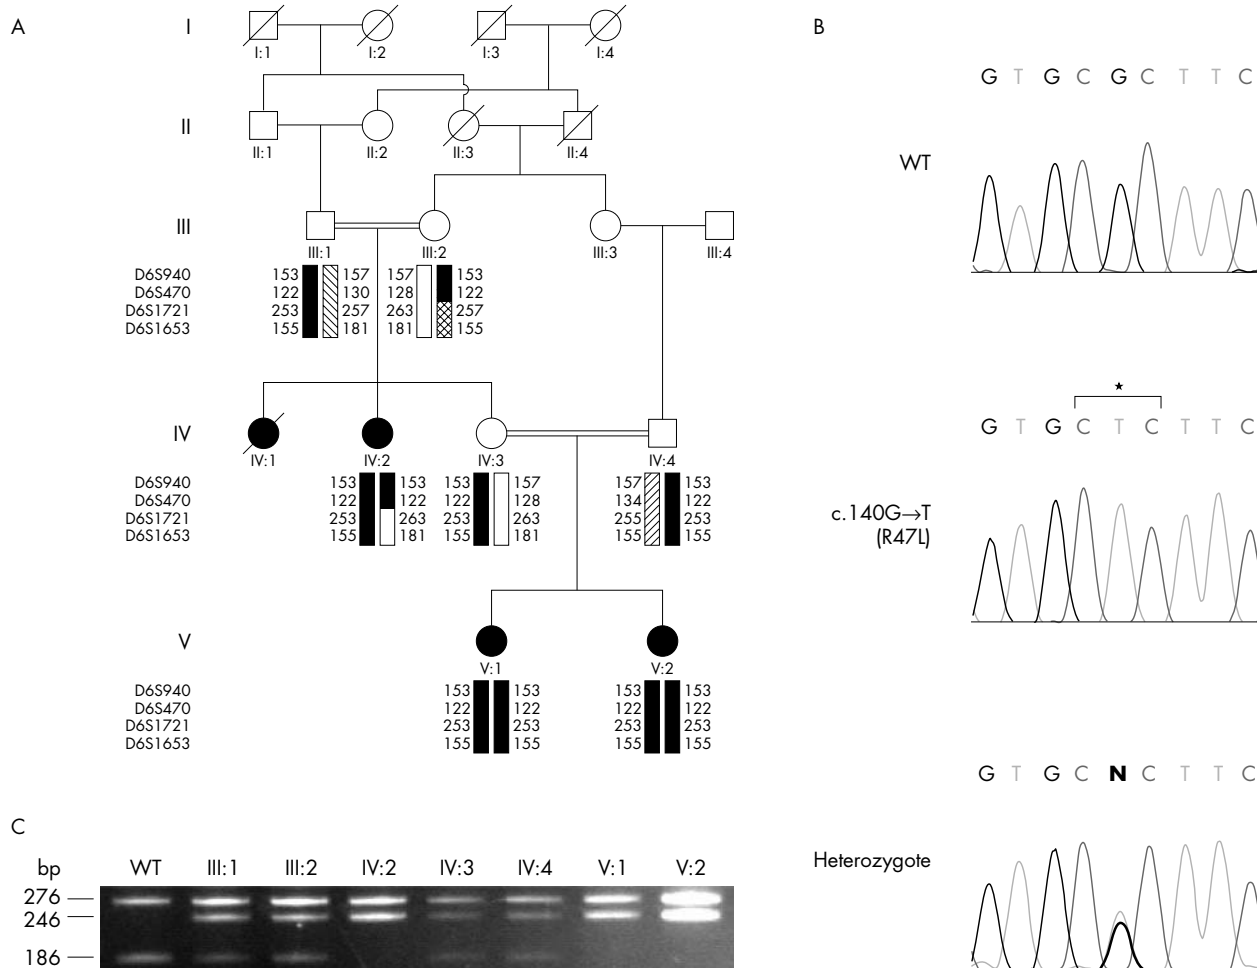 A
I
I:1 I:2 I:3 I:4
II
II:1 II:2 II:3 II:4
III
III:1 III:2 III:3 III:4
D6S940 153 157 157 153
D6S470 122 130 128 122
D6S1721 253 257 263 257
D6S1653 155 181 181 155
IV
IV:1 IV:2 IV:3 IV:4
D6S940 153 153 153 157 157 153
D6S470 122 122 122 128 134 122
D6S1721 253 263 253 263 255 253
D6S1653 155 181 155 181 155 155
V
V:1 V:2
D6S940 153 153 153 153
D6S470 122 122 122 122
D6S1721 253 253 253 253
D6S1653 155 155 155 155
B
G T G C G C T T C
WT
★
G T G C T C T T C
c.140G→T
(R47L)
G T G C N C T T C
Heterozygote
C
bp WT III:1 III:2 IV:2 IV:3 IV:4 V:1 V:2
276
246
186